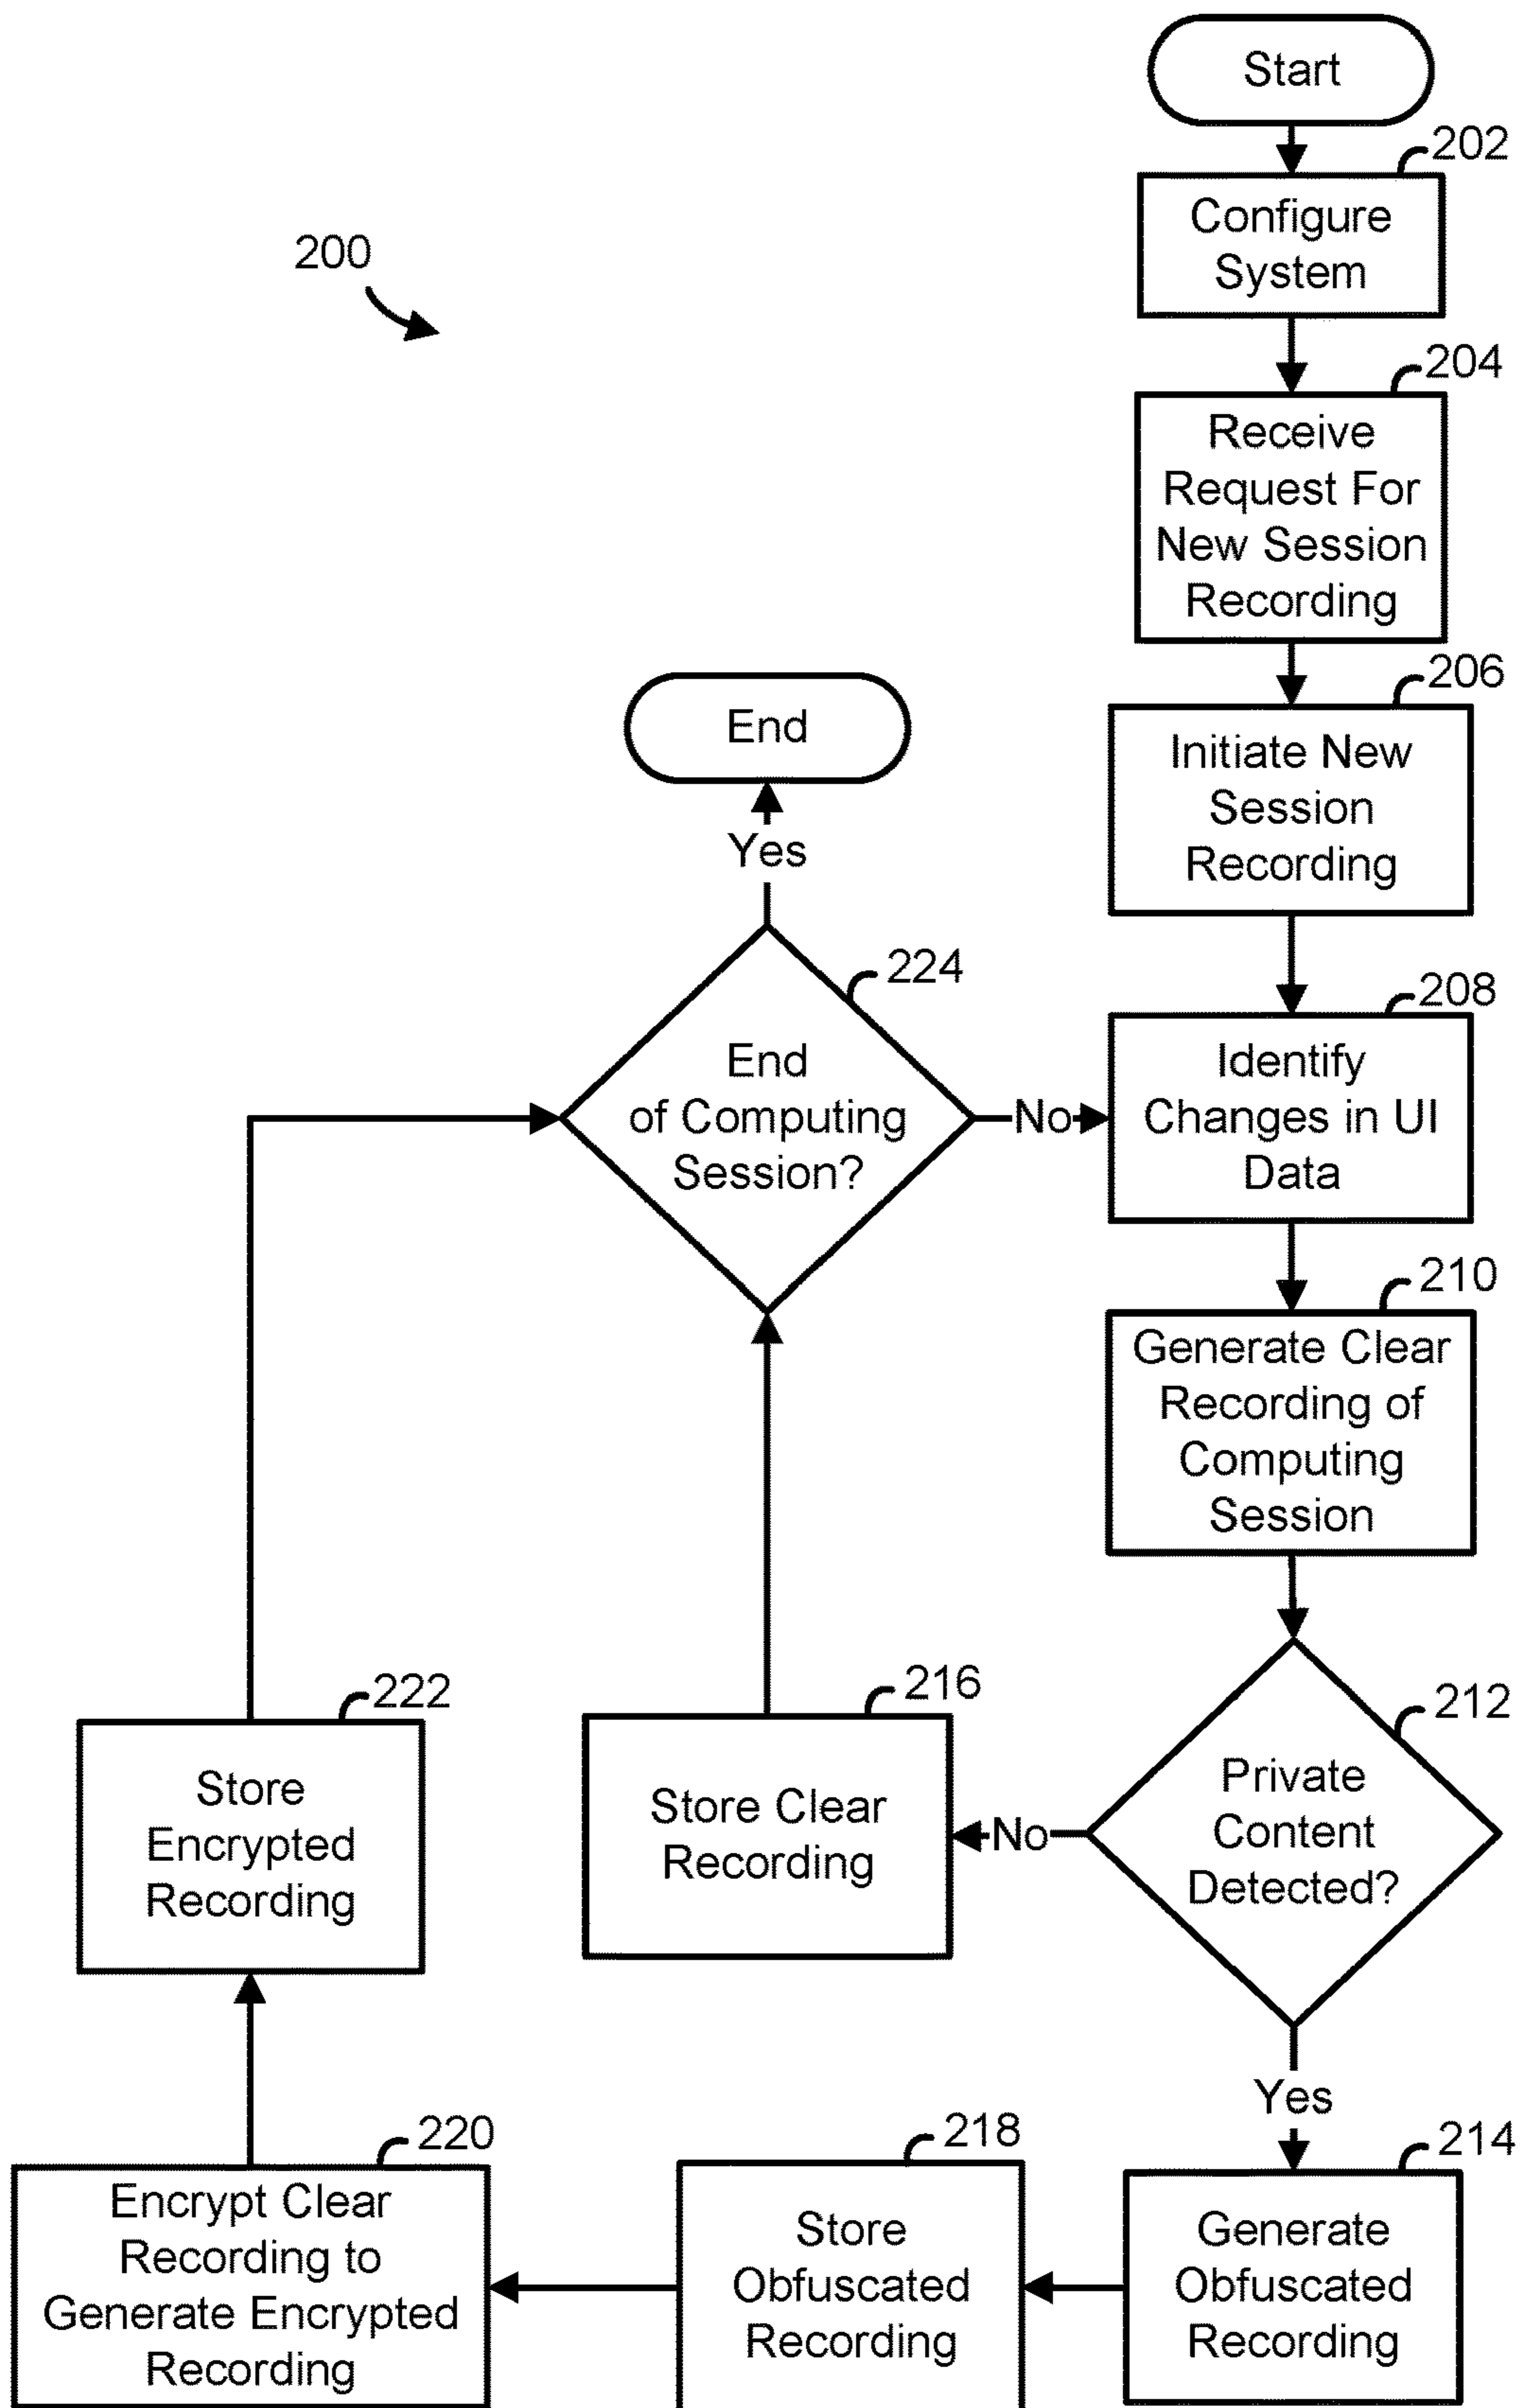 Start
202
Configure
System
200
204
Receive
Request For
New Session
Recording
206
Initiate New
Session
Recording
End
Yes
224
End
of Computing
Session?
No
208
Identify
Changes in UI
Data
210
Generate Clear
Recording of
Computing
Session
212
Private
Content
Detected?
No
216
Store Clear
Recording
222
Store
Encrypted
Recording
Yes
214
Generate
Obfuscated
Recording
218
Store
Obfuscated
Recording
220
Encrypt Clear
Recording to
Generate Encrypted
Recording